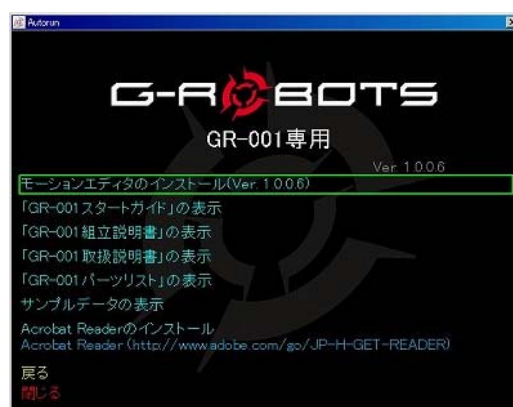 Autorun
G-ROBOTS
GR-001専用
Ver. 1.0.0.6
モーションエディタのインストール(Ver. 1.0.0.6)
「GR-001スタートガイド」の表示
「GR-001組立説明書」の表示
「GR-001取扱説明書」の表示
「GR-001パーツリスト」の表示
サンプルデータの表示
Acrobat Readerのインストール
Acrobat Reader (http://www.adobe.com/go/JP-H-GET-READER)
戻る
閉じる